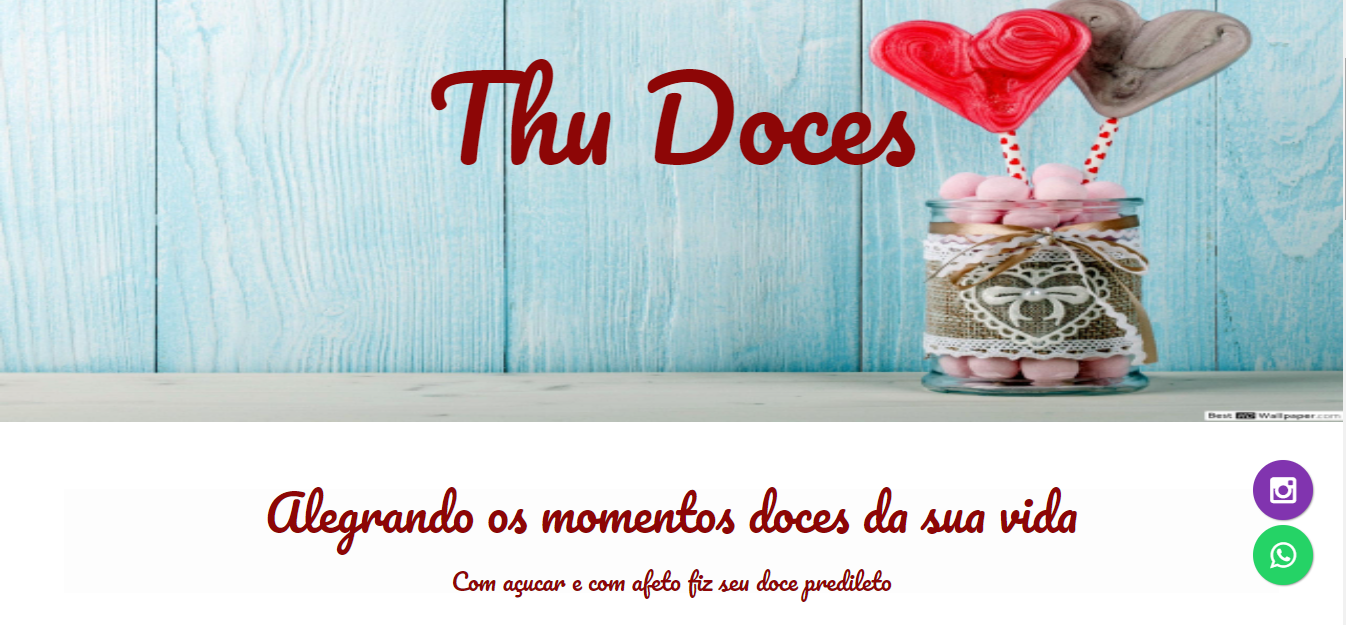 Thu Doces
Best HD Wallpaper.com
Alegrando os momentos doces da sua vida
Com açucar e com afeto fiz seu doce predileto